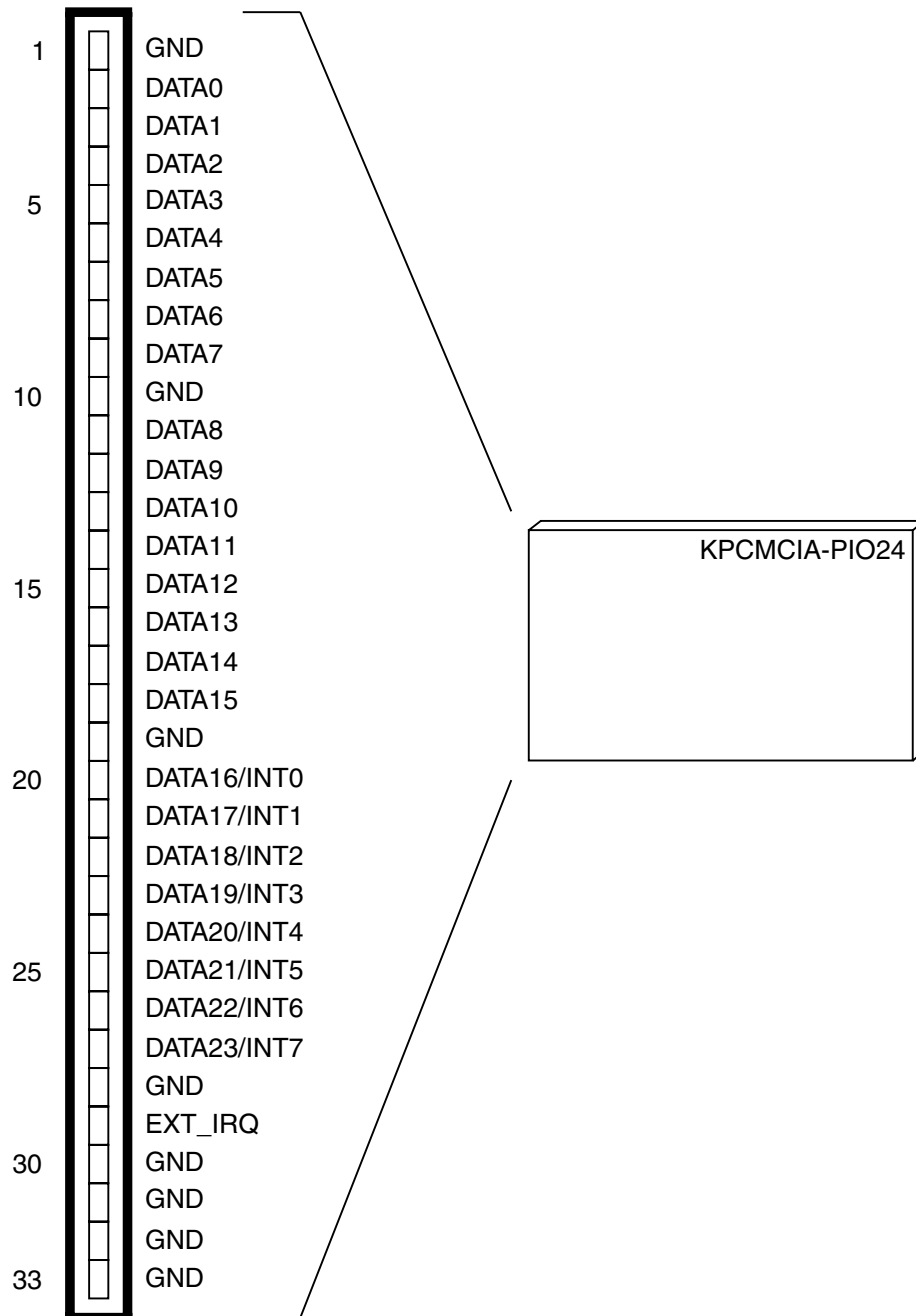 1 GND
DATA0
DATA1
DATA2
5 DATA3
DATA4
DATA5
DATA6
DATA7
10 GND
DATA8
DATA9
DATA10
DATA11
15 DATA12
DATA13
DATA14
DATA15
GND
20 DATA16/INT0
DATA17/INT1
DATA18/INT2
DATA19/INT3
DATA20/INT4
25 DATA21/INT5
DATA22/INT6
DATA23/INT7
GND
EXT_IRQ
30 GND
GND
GND
33 GND
KPCMCIA-PIO24